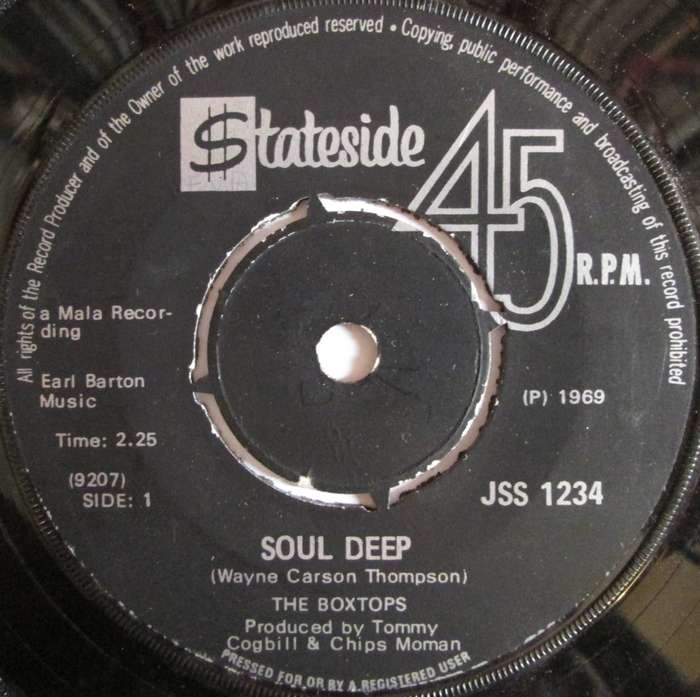 All rights of the Record Producer and of the Owner of the work reproduced reserved • Copying, public performance and broadcasting of this record prohibited
$tateside
45
R.P.M.
a Mala Recor-
ding
Earl Barton
Music
Time: 2.25
(9207)
SIDE: 1
(P) 1969
JSS 1234
SOUL DEEP
(Wayne Carson Thompson)
THE BOXTOPS
Produced by Tommy
Cogbill & Chips Moman
PRESSED FOR OR BY A REGISTERED USER